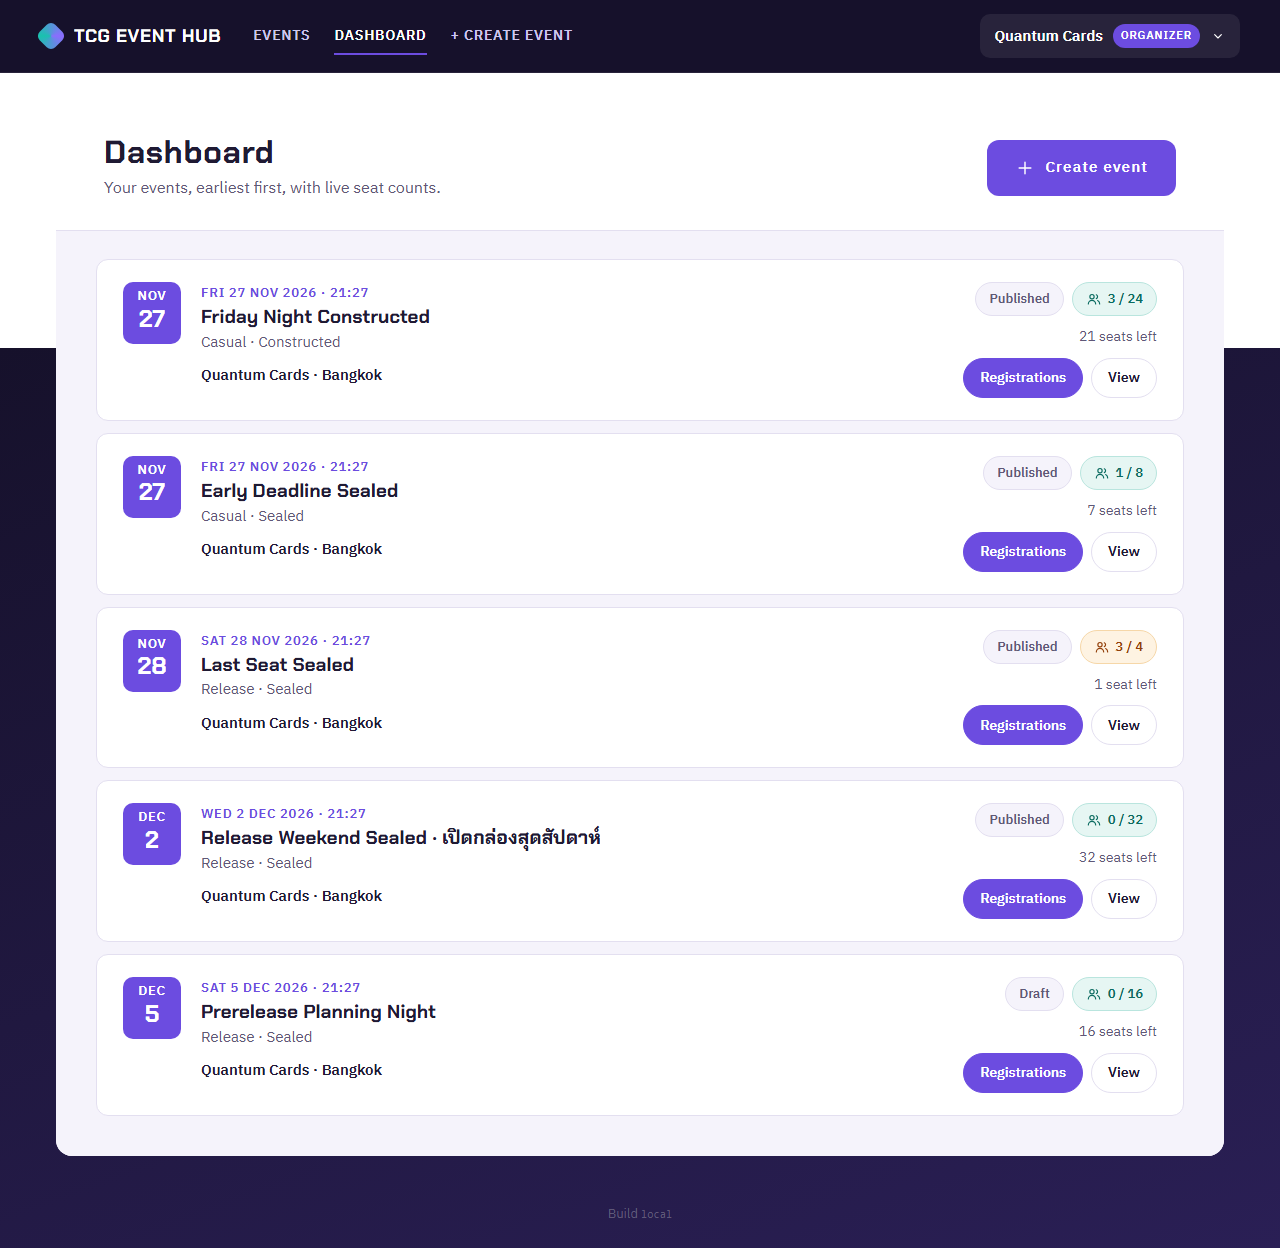 TCG EVENT HUB
EVENTS
DASHBOARD
+ CREATE EVENT
Quantum Cards
ORGANIZER
Dashboard
Your events, earliest first, with live seat counts.
Create event
NOV
27
FRI 27 NOV 2026 · 21:27
Friday Night Constructed
Casual · Constructed
Quantum Cards · Bangkok
Published
3 / 24
21 seats left
Registrations
View
NOV
27
FRI 27 NOV 2026 · 21:27
Early Deadline Sealed
Casual · Sealed
Quantum Cards · Bangkok
Published
1 / 8
7 seats left
Registrations
View
NOV
28
SAT 28 NOV 2026 · 21:27
Last Seat Sealed
Release · Sealed
Quantum Cards · Bangkok
Published
3 / 4
1 seat left
Registrations
View
DEC
2
WED 2 DEC 2026 · 21:27
Release Weekend Sealed · เปิดกล่องสุดสัปดาห์
Release · Sealed
Quantum Cards · Bangkok
Published
0 / 32
32 seats left
Registrations
View
DEC
5
SAT 5 DEC 2026 · 21:27
Prerelease Planning Night
Release · Sealed
Quantum Cards · Bangkok
Draft
0 / 16
16 seats left
Registrations
View
Build local